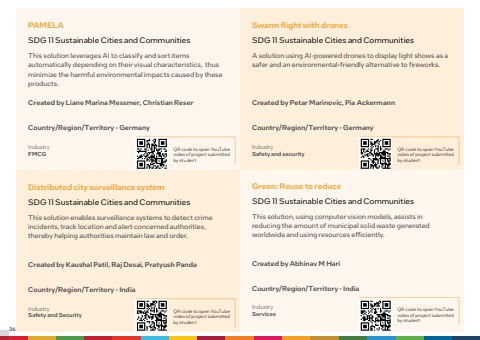 PAMELA
SDG 11 Sustainable Cities and Communities
This solution leverages AI to classify and sort items
automatically depending on their visual characteristics, thus
minimize the harmful environmental impacts caused by these
products.
Created by Liane Marina Messmer, Christian Reser
Country/Region/Territory - Germany
Industry
FMCG
QR code to open YouTube
video of project submitted
by student
Swarm flight with drones
SDG 11 Sustainable Cities and Communities
A solution using AI-powered drones to display light shows as a
safer and an environmental-friendly alternative to fireworks.
Created by Petar Marinovic, Pia Ackermann
Country/Region/Territory - Germany
Industry
Safety and security
QR code to open YouTube
video of project submitted
by student
Distributed city surveillance system
SDG 11 Sustainable Cities and Communities
This solution enables surveillance systems to detect crime
incidents, track location and alert concerned authorities,
thereby helping authorities maintain law and order.
Created by Kaushal Patil, Raj Desai, Pratyush Panda
Country/Region/Territory - India
Industry
Safety and Security
QR code to open YouTube
video of project submitted
by student
Green: Reuse to reduce
SDG 11 Sustainable Cities and Communities
This solution, using computer vision models, assists in
reducing the amount of municipal solid waste generated
worldwide and using resources efficiently.
Created by Abhinav M Hari
Country/Region/Territory - India
Industry
Services
QR code to open YouTube
video of project submitted
by student
36